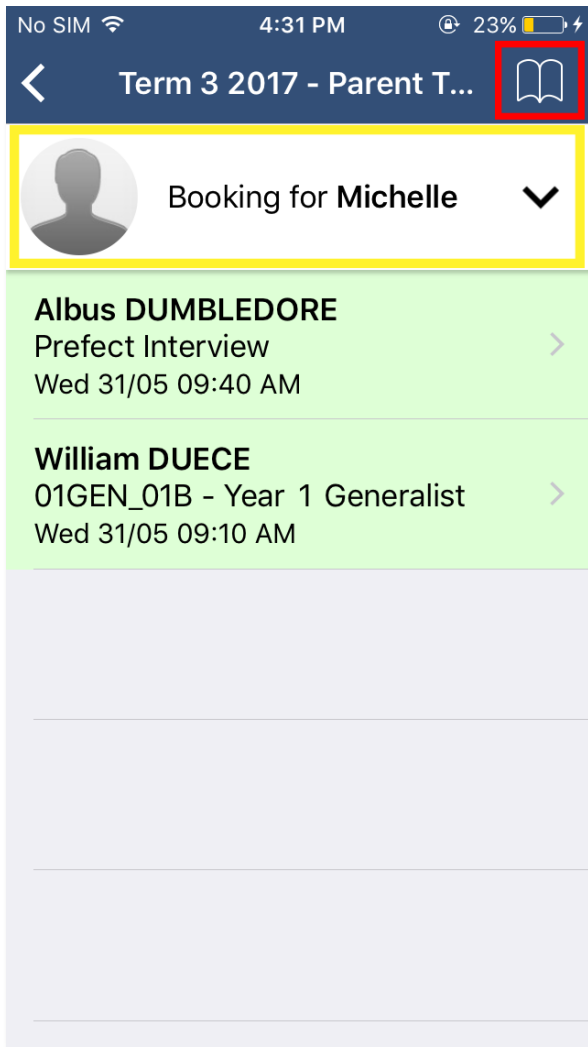 No SIM 4:31 PM 23%
Term 3 2017 - Parent T...
Booking for Michelle
Albus DUMBLEDORE
Prefect Interview
Wed 31/05 09:40 AM
William DUECE
01GEN_01B - Year 1 Generalist
Wed 31/05 09:10 AM